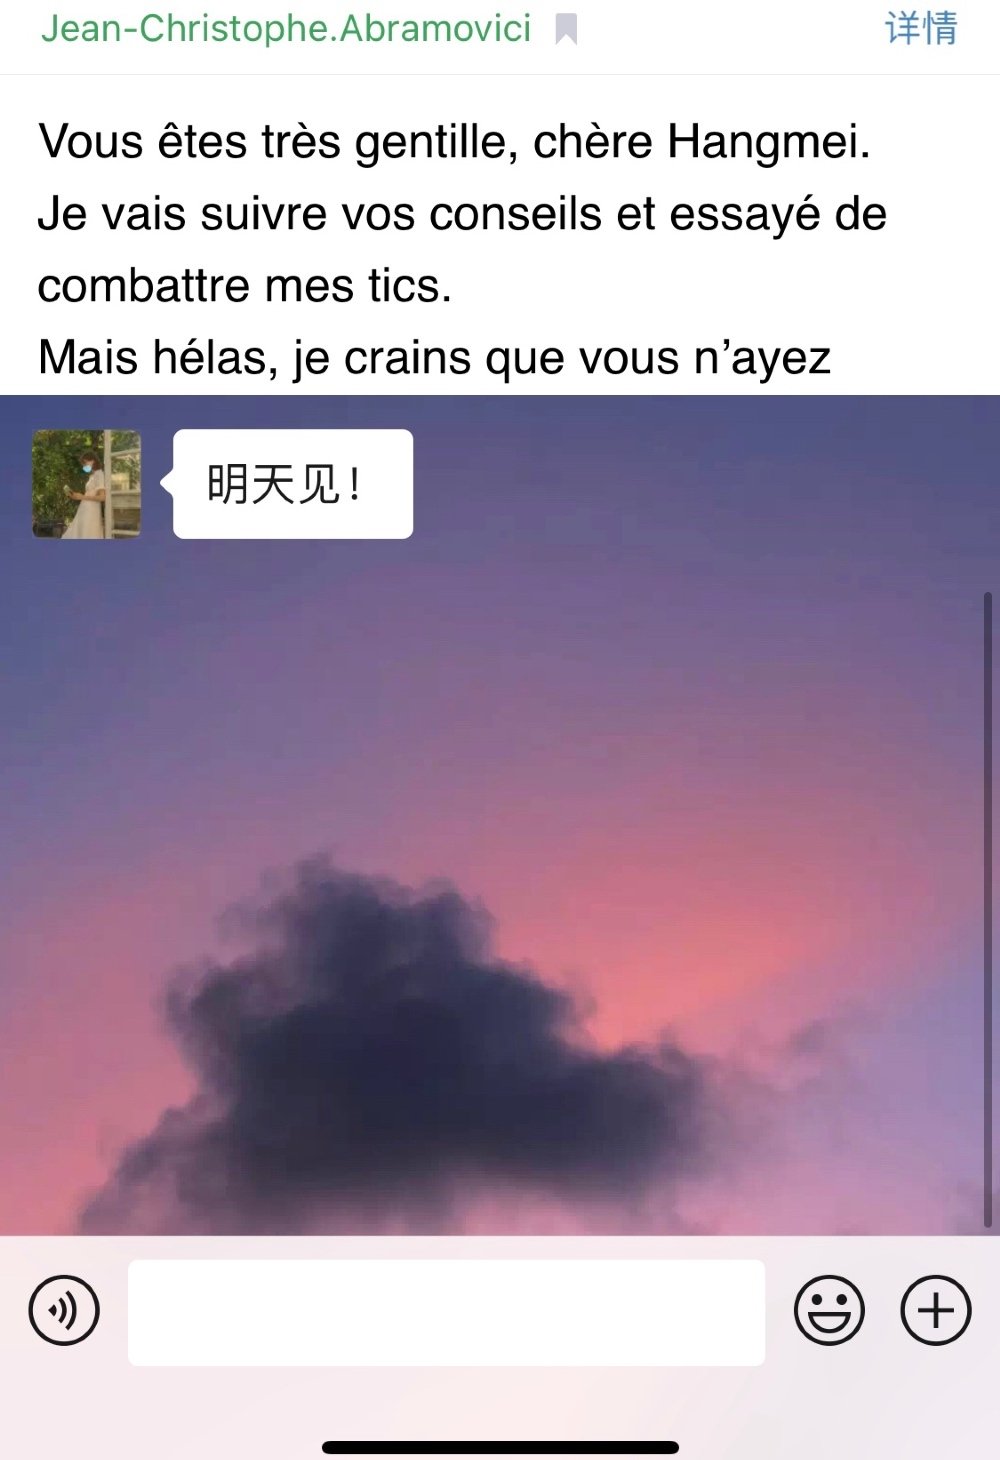 Jean-Christophe.Abramovici
详情
Vous êtes très gentille, chère Hangmei.
Je vais suivre vos conseils et essayé de
combattre mes tics.
Mais hélas, je crains que vous n’ayez
明天见！